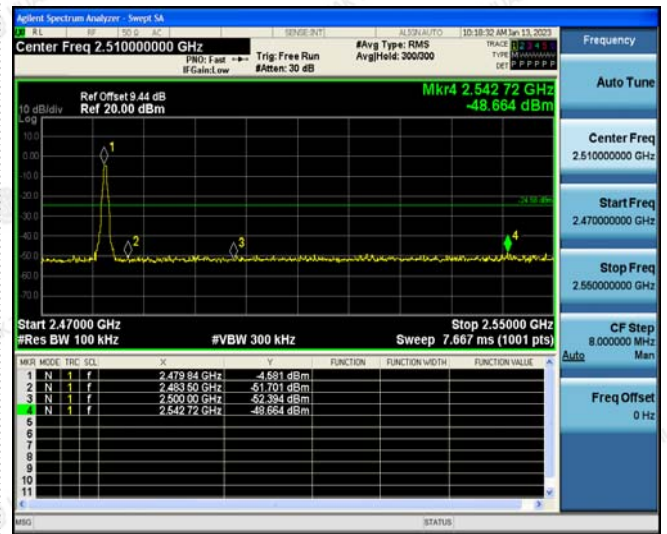 Agilent Spectrum Analyzer - Swept SA
RL RF 50 Ω AC SENSE:INT ALIGN AUTO 10:18:32 AM Jan 13, 2023
Center Freq 2.510000000 GHz
PNO: Fast Trig: Free Run
IFGain:Low #Atten: 30 dB
#Avg Type: RMS
Avg|Hold: 300/300
TRACE 1 2 3 4 5 6
TYPE M
DET P P P P P P
Frequency
Mkr4 2.542 72 GHz
-48.664 dBm
Ref Offset 9.44 dB
10 dB/div Ref 20.00 dBm
Log
10.0
0.00
-10.0
-20.0
-30.0
-40.0
-50.0
-60.0
-70.0
1
2
3
4
Start 2.47000 GHz Stop 2.55000 GHz
#Res BW 100 kHz #VBW 300 kHz Sweep 7.667 ms (1001 pts)
MKR MODE TRC SCL X Y FUNCTION FUNCTION WIDTH FUNCTION VALUE
1 N 1 f 2.479 84 GHz -4.581 dBm
2 N 1 f 2.483 50 GHz -51.701 dBm
3 N 1 f 2.500 00 GHz -52.394 dBm
4 N 1 f 2.542 72 GHz -48.664 dBm
5
6
7
8
9
10
11
MSG STATUS
Auto Tune
Center Freq
2.510000000 GHz
Start Freq
2.470000000 GHz
Stop Freq
2.550000000 GHz
CF Step
8.000000 MHz
Auto Man
Freq Offset
0 Hz